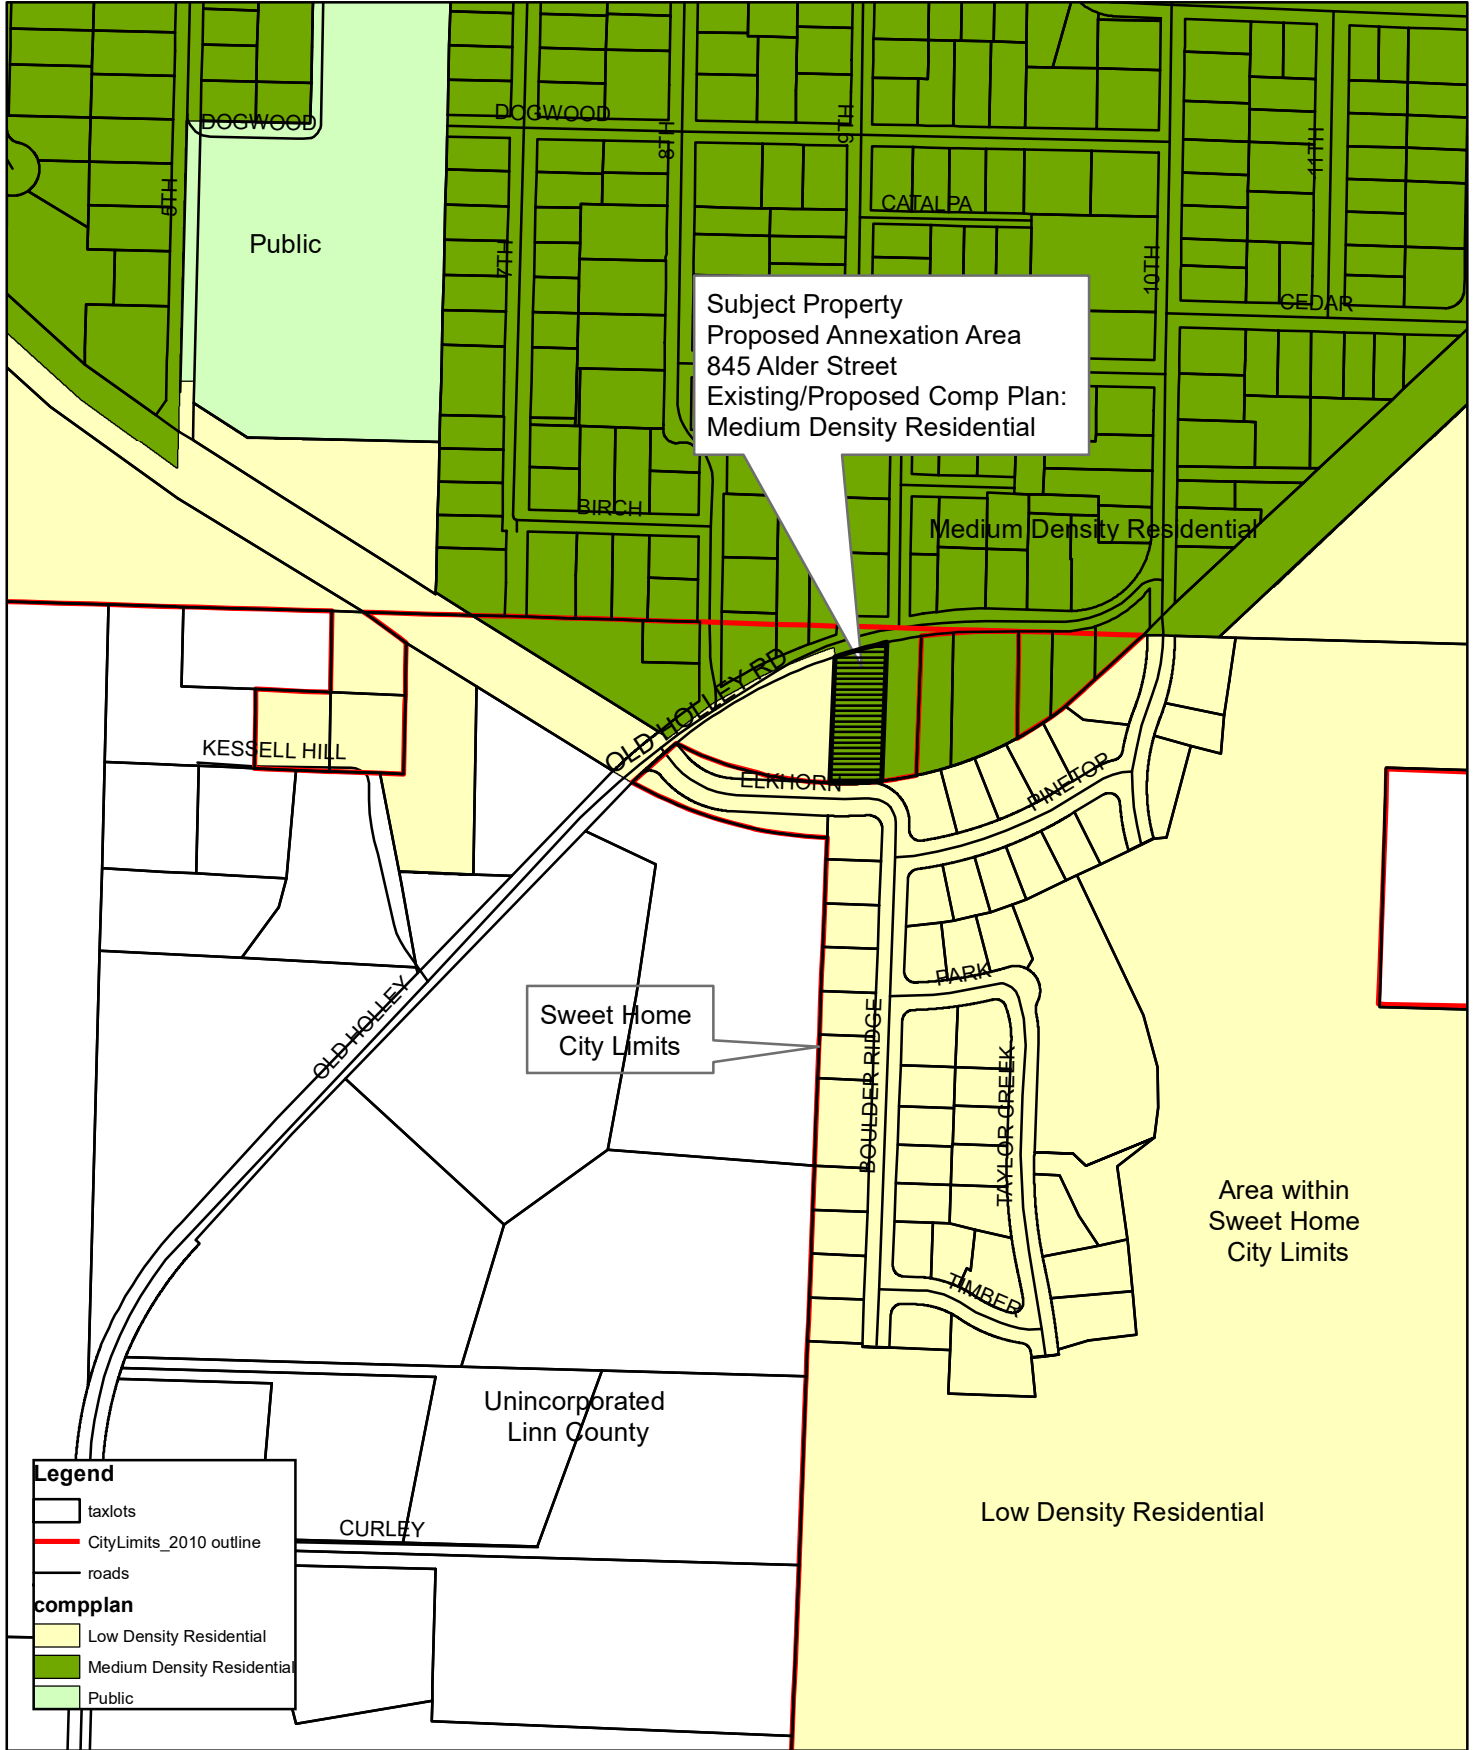 DOGWOOD
DOGWOOD
8TH
9TH
11TH
5TH
CATALPA
Public
7TH
10TH
CEDAR
Subject Property
Proposed Annexation Area
845 Alder Street
Existing/Proposed Comp Plan:
Medium Density Residential
BIRCH
Medium Density Residential
OLD HOLLEY RD
KESSELL HILL
ELKHORN
PINETOP
PARK
OLD HOLLEY
Sweet Home
City Limits
BOULDER RIDGE
TAYLOR CREEK
Area within
Sweet Home
City Limits
TIMBER
Unincorporated
Linn County
Low Density Residential
CURLEY
Legend
taxlots
CityLimits_2010 outline
roads
compplan
Low Density Residential
Medium Density Residential
Public